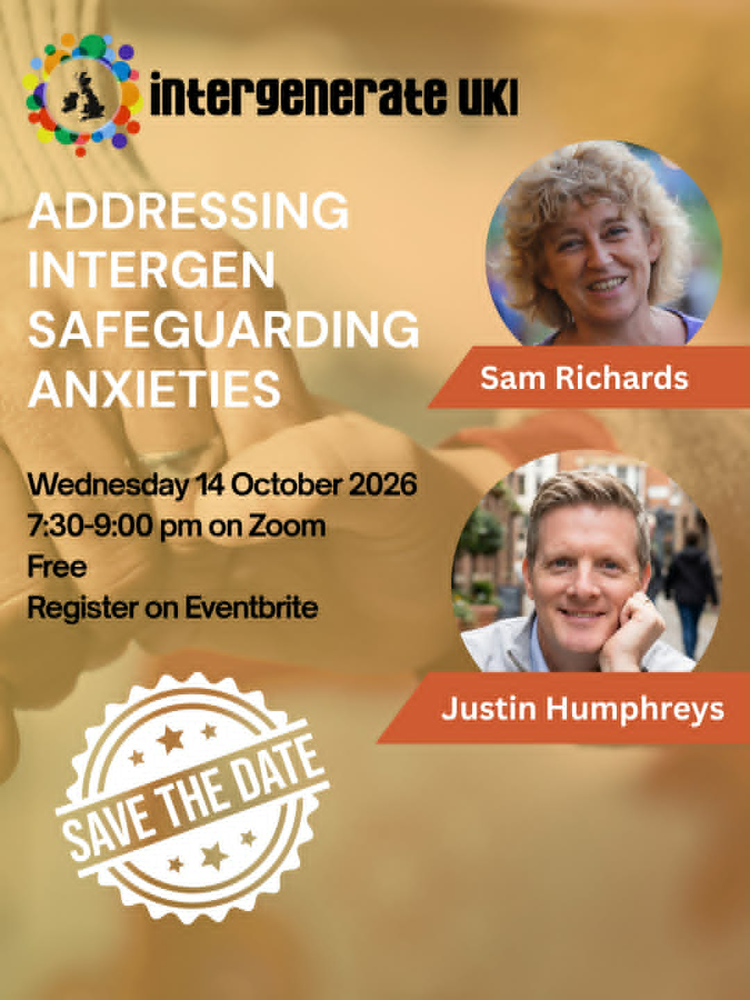 intergenerate UKI
ADDRESSING
INTERGEN
SAFEGUARDING
ANXIETIES
Sam Richards
Wednesday 14 October 2026
7:30-9:00 pm on Zoom
Free
Register on Eventbrite
Justin Humphreys
SAVE THE DATE